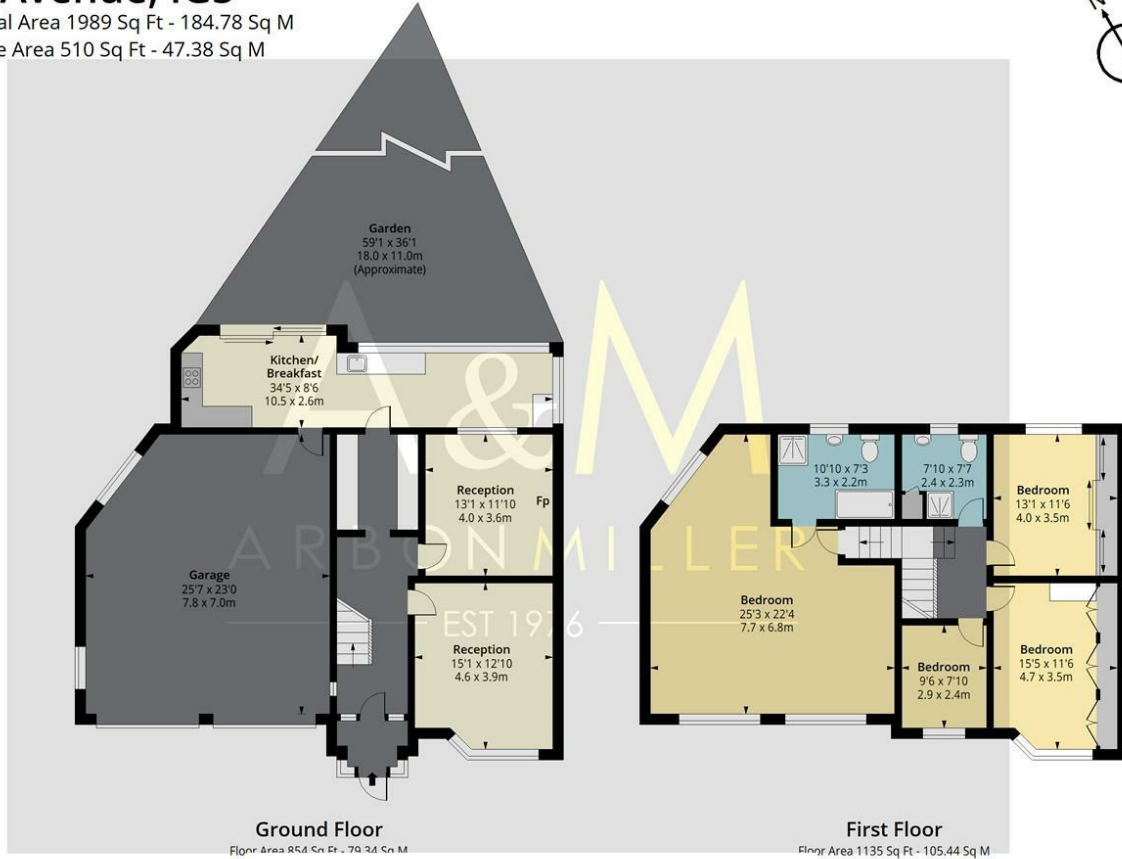 Avenue, IG5
al Area 1989 Sq Ft - 184.78 Sq M
e Area 510 Sq Ft - 47.38 Sq M
N
Garden
59'1 x 36'1
18.0 x 11.0m
(Approximate)
Kitchen/
Breakfast
34'5 x 8'6
10.5 x 2.6m
Reception
13'1 x 11'10
4.0 x 3.6m
Fp
Garage
25'7 x 23'0
7.8 x 7.0m
Reception
15'1 x 12'10
4.6 x 3.9m
10'10 x 7'3
3.3 x 2.2m
7'10 x 7'7
2.4 x 2.3m
Bedroom
13'1 x 11'6
4.0 x 3.5m
Bedroom
25'3 x 22'4
7.7 x 6.8m
Bedroom
9'6 x 7'10
2.9 x 2.4m
Bedroom
15'5 x 11'6
4.7 x 3.5m
A&M
ARBON MILLER
EST 1976
Ground Floor
Floor Area 854 Sq Ft - 79.34 Sq M
First Floor
Floor Area 1135 Sq Ft - 105.44 Sq M